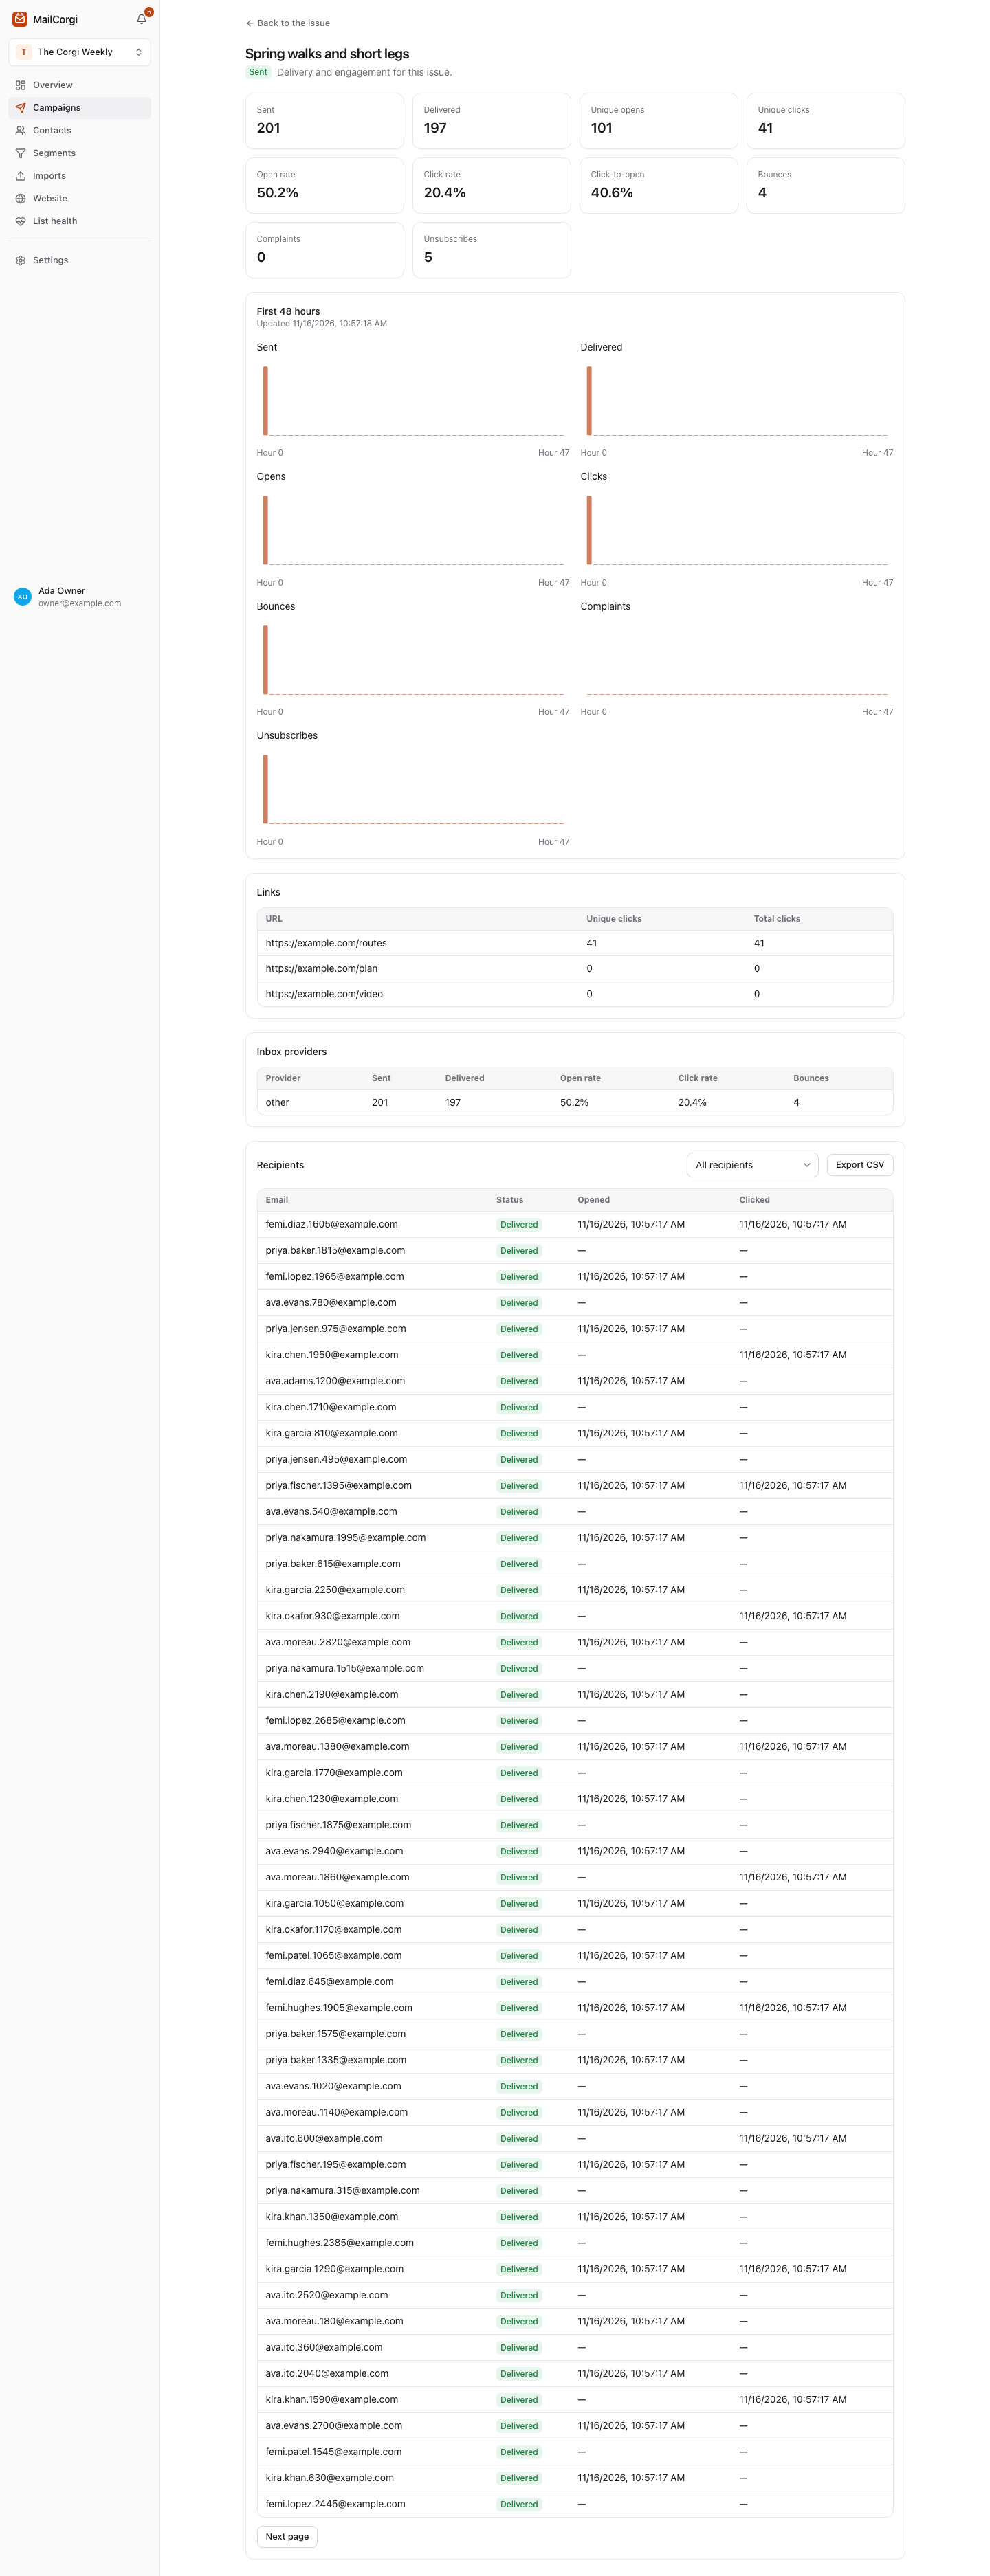 MailCorgi
5
T The Corgi Weekly
Overview
Campaigns
Contacts
Segments
Imports
Website
List health
Settings
AO Ada Owner
owner@example.com
← Back to the issue
Spring walks and short legs
Sent Delivery and engagement for this issue.
Sent Delivered Unique opens Unique clicks
201 197 101 41
Open rate Click rate Click-to-open Bounces
50.2% 20.4% 40.6% 4
Complaints Unsubscribes
0 5
First 48 hours
Updated 11/16/2026, 10:57:18 AM
Sent Delivered
Hour 0 Hour 47 Hour 0 Hour 47
Opens Clicks
Hour 0 Hour 47 Hour 0 Hour 47
Bounces Complaints
Hour 0 Hour 47 Hour 0 Hour 47
Unsubscribes
Hour 0 Hour 47
Links
URL Unique clicks Total clicks
https://example.com/routes 41 41
https://example.com/plan 0 0
https://example.com/video 0 0
Inbox providers
Provider Sent Delivered Open rate Click rate Bounces
other 201 197 50.2% 20.4% 4
Recipients All recipients Export CSV
Email Status Opened Clicked
femi.diaz.1605@example.com Delivered 11/16/2026, 10:57:17 AM 11/16/2026, 10:57:17 AM
priya.baker.1815@example.com Delivered — —
femi.lopez.1965@example.com Delivered 11/16/2026, 10:57:17 AM —
ava.evans.780@example.com Delivered — —
priya.jensen.975@example.com Delivered 11/16/2026, 10:57:17 AM —
kira.chen.1950@example.com Delivered — 11/16/2026, 10:57:17 AM
ava.adams.1200@example.com Delivered 11/16/2026, 10:57:17 AM —
kira.chen.1710@example.com Delivered — —
kira.garcia.810@example.com Delivered 11/16/2026, 10:57:17 AM —
priya.jensen.495@example.com Delivered — —
priya.fischer.1395@example.com Delivered 11/16/2026, 10:57:17 AM 11/16/2026, 10:57:17 AM
ava.evans.540@example.com Delivered — —
priya.nakamura.1995@example.com Delivered 11/16/2026, 10:57:17 AM —
priya.baker.615@example.com Delivered — —
kira.garcia.2250@example.com Delivered 11/16/2026, 10:57:17 AM —
kira.okafor.930@example.com Delivered — 11/16/2026, 10:57:17 AM
ava.moreau.2820@example.com Delivered 11/16/2026, 10:57:17 AM —
priya.nakamura.1515@example.com Delivered — —
kira.chen.2190@example.com Delivered 11/16/2026, 10:57:17 AM —
femi.lopez.2685@example.com Delivered — —
ava.moreau.1380@example.com Delivered 11/16/2026, 10:57:17 AM 11/16/2026, 10:57:17 AM
kira.garcia.1770@example.com Delivered — —
kira.chen.1230@example.com Delivered 11/16/2026, 10:57:17 AM —
priya.fischer.1875@example.com Delivered — —
ava.evans.2940@example.com Delivered 11/16/2026, 10:57:17 AM —
ava.moreau.1860@example.com Delivered — 11/16/2026, 10:57:17 AM
kira.garcia.1050@example.com Delivered 11/16/2026, 10:57:17 AM —
kira.okafor.1170@example.com Delivered — —
femi.patel.1065@example.com Delivered 11/16/2026, 10:57:17 AM —
femi.diaz.645@example.com Delivered — —
femi.hughes.1905@example.com Delivered 11/16/2026, 10:57:17 AM 11/16/2026, 10:57:17 AM
priya.baker.1575@example.com Delivered — —
priya.baker.1335@example.com Delivered 11/16/2026, 10:57:17 AM —
ava.evans.1020@example.com Delivered — —
ava.moreau.1140@example.com Delivered 11/16/2026, 10:57:17 AM —
ava.ito.600@example.com Delivered — 11/16/2026, 10:57:17 AM
priya.fischer.195@example.com Delivered 11/16/2026, 10:57:17 AM —
priya.nakamura.315@example.com Delivered — —
kira.khan.1350@example.com Delivered 11/16/2026, 10:57:17 AM —
femi.hughes.2385@example.com Delivered — —
kira.garcia.1290@example.com Delivered 11/16/2026, 10:57:17 AM 11/16/2026, 10:57:17 AM
ava.ito.2520@example.com Delivered — —
ava.moreau.180@example.com Delivered 11/16/2026, 10:57:17 AM —
ava.ito.360@example.com Delivered — —
ava.ito.2040@example.com Delivered 11/16/2026, 10:57:17 AM —
kira.khan.1590@example.com Delivered — 11/16/2026, 10:57:17 AM
ava.evans.2700@example.com Delivered 11/16/2026, 10:57:17 AM —
femi.patel.1545@example.com Delivered — —
kira.khan.630@example.com Delivered 11/16/2026, 10:57:17 AM —
femi.lopez.2445@example.com Delivered — —
Next page